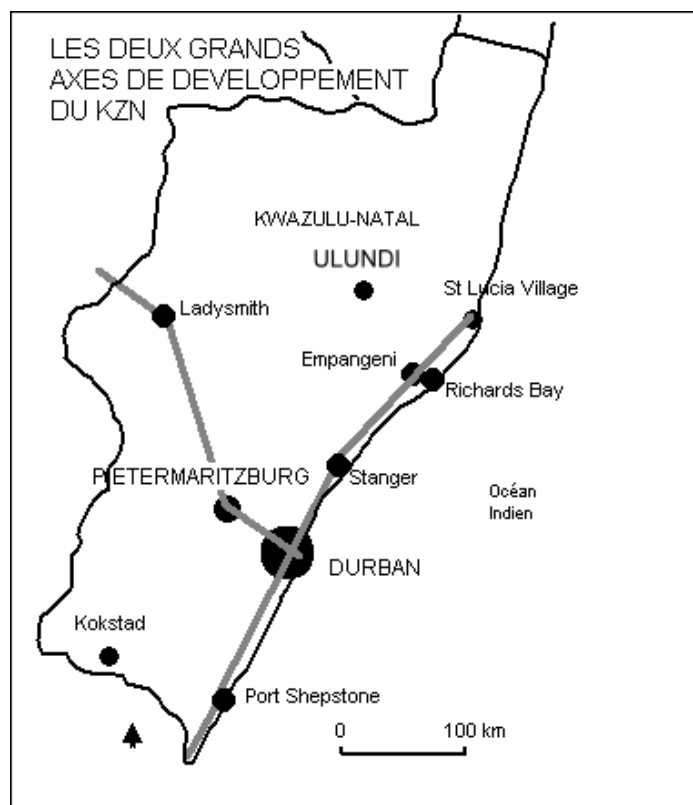 LES DEUX GRANDS
AXES DE DEVELOPPEMENT
DU KZN
KWAZULU-NATAL
ULUNDI
St Lucia Village
Ladysmith
Empangeni
Richards Bay
PIETERMARITZBURG
Stanger
Océan
Indien
DURBAN
Kokstad
Port Shepstone
0 100 km